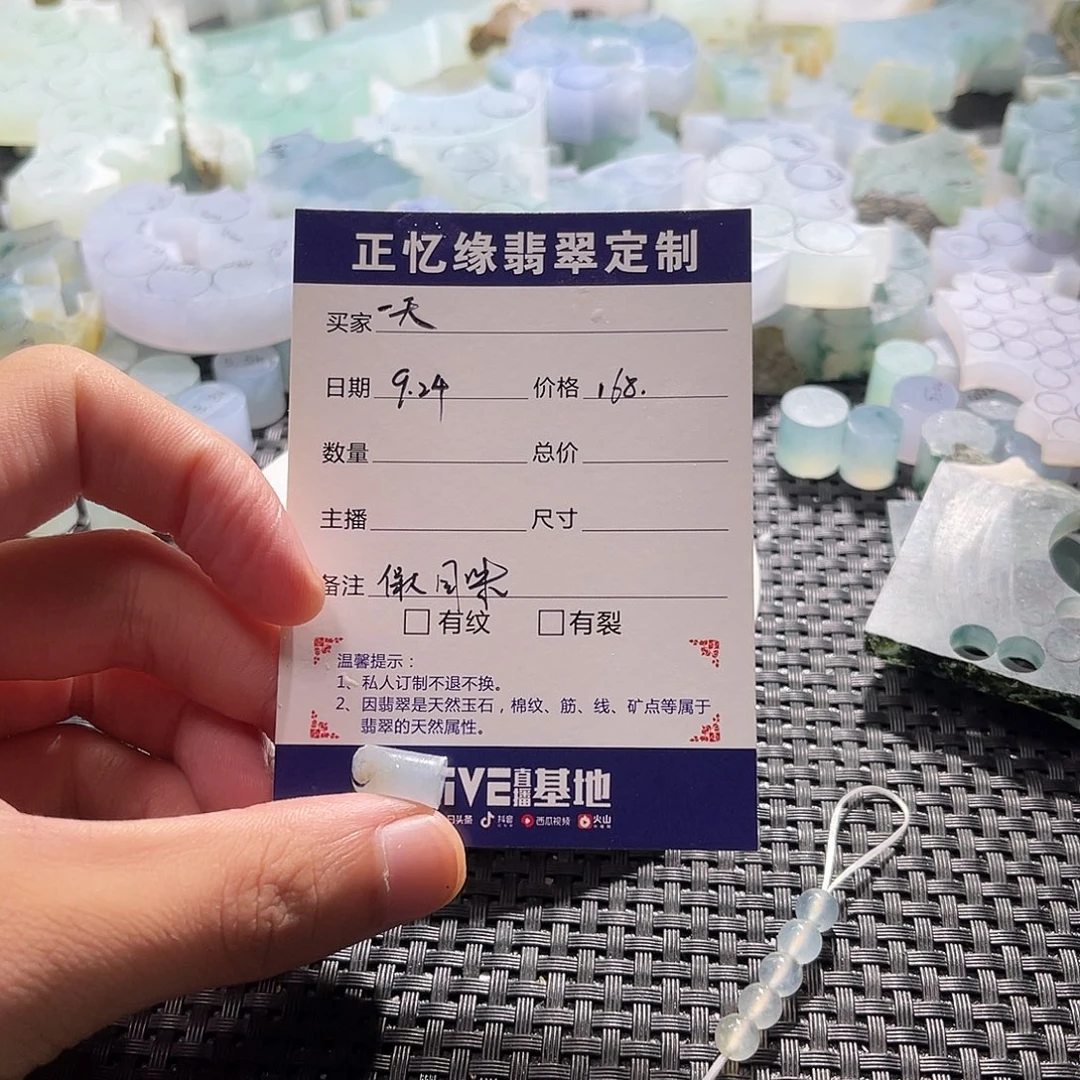 正忆缘翡翠定制
买家 一天
日期 9.24 价格 168.
数量 总价
主播 尺寸
备注
有纹 有裂
温馨提示：
1、私人订制不退不换。
2、因翡翠是天然玉石，棉纹、筋、线、矿点等属于
翡翠的天然属性。
iVE 直播 基地
头条 抖音 西瓜视频 火山